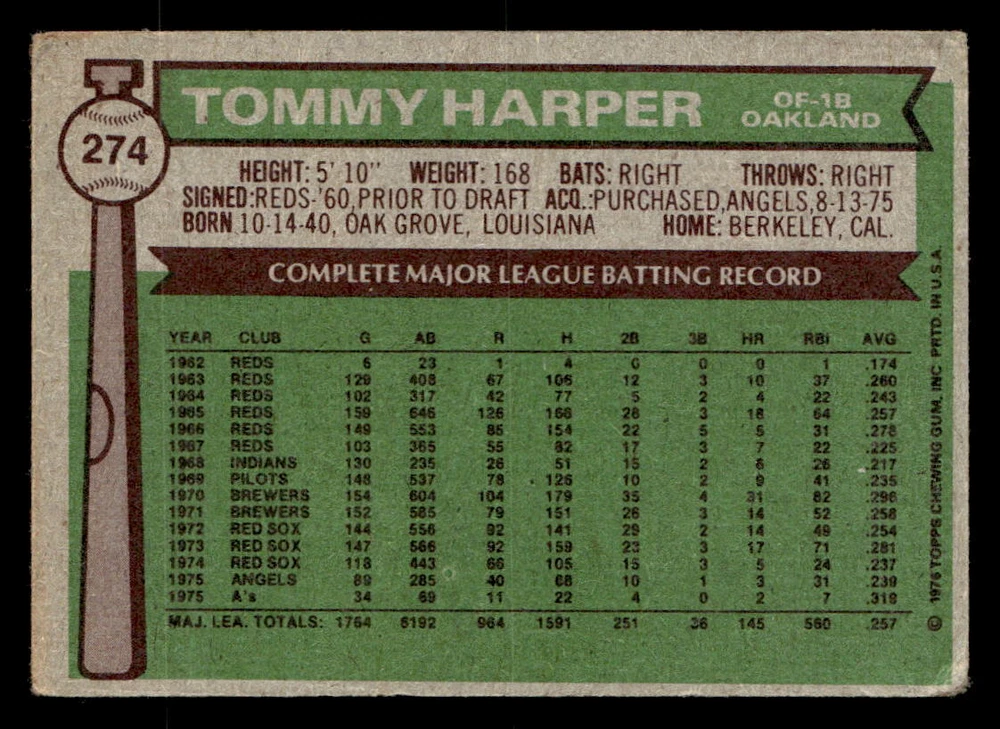 274
TOMMY HARPER
OF-1B
OAKLAND
HEIGHT: 5' 10" WEIGHT: 168 BATS: RIGHT THROWS: RIGHT
SIGNED:REDS-'60,PRIOR TO DRAFT ACQ.:PURCHASED,ANGELS,8-13-75
BORN 10-14-40, OAK GROVE, LOUISIANA HOME: BERKELEY, CAL.
COMPLETE MAJOR LEAGUE BATTING RECORD
YEAR CLUB G AB R H 2B 3B HR RBI AVG
1962 REDS 6 23 1 4 0 0 0 1 .174
1963 REDS 129 408 67 106 12 3 10 37 .260
1964 REDS 102 317 42 77 5 2 4 22 .243
1965 REDS 159 646 126 166 28 3 18 64 .257
1966 REDS 149 553 85 154 22 5 5 31 .278
1967 REDS 103 365 55 82 17 3 7 22 .225
1968 INDIANS 130 235 26 51 15 2 6 26 .217
1969 PILOTS 148 537 78 126 10 2 9 41 .235
1970 BREWERS 154 604 104 179 35 4 31 82 .296
1971 BREWERS 152 585 79 151 26 3 14 52 .258
1972 RED SOX 144 556 92 141 29 2 14 49 .254
1973 RED SOX 147 566 92 159 23 3 17 71 .281
1974 RED SOX 118 443 66 105 15 3 5 24 .237
1975 ANGELS 89 285 40 68 10 1 3 31 .239
1975 A's 34 69 11 22 4 0 2 7 .319
MAJ. LEA. TOTALS: 1764 6192 964 1591 251 36 145 560 .257
© 1976 TOPPS CHEWING GUM, INC. PRTD. IN U.S.A.